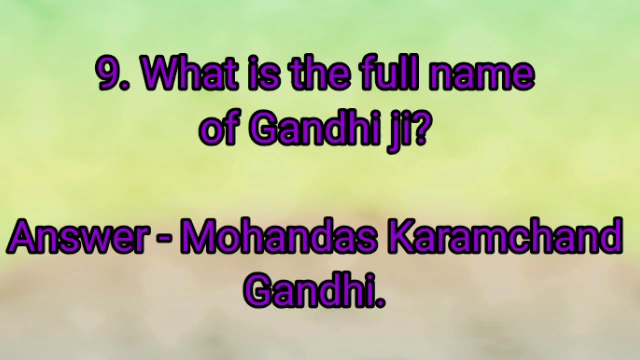 9. What is the full name
of Gandhi ji?
Answer - Mohandas Karamchand
Gandhi.